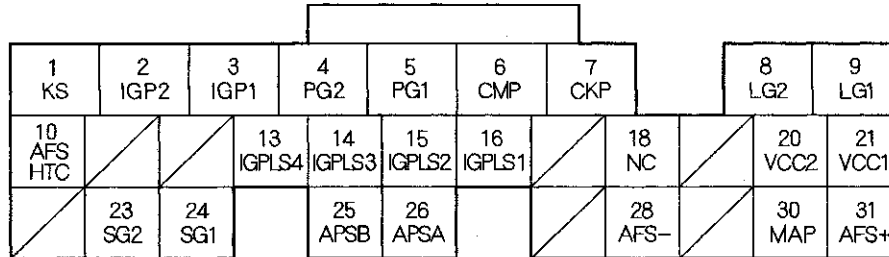 1 2 3 4 5 6 7 8 9
KS IGP2 IGP1 PG2 PG1 CMP CKP LG2 LG1
10 13 14 15 16 18 20 21
AFS HTC IGPLS4 IGPLS3 IGPLS2 IGPLS1 NC VCC2 VCC1
23 24 25 26 28 30 31
SG2 SG1 APSB APSA AFS− MAP AFS+